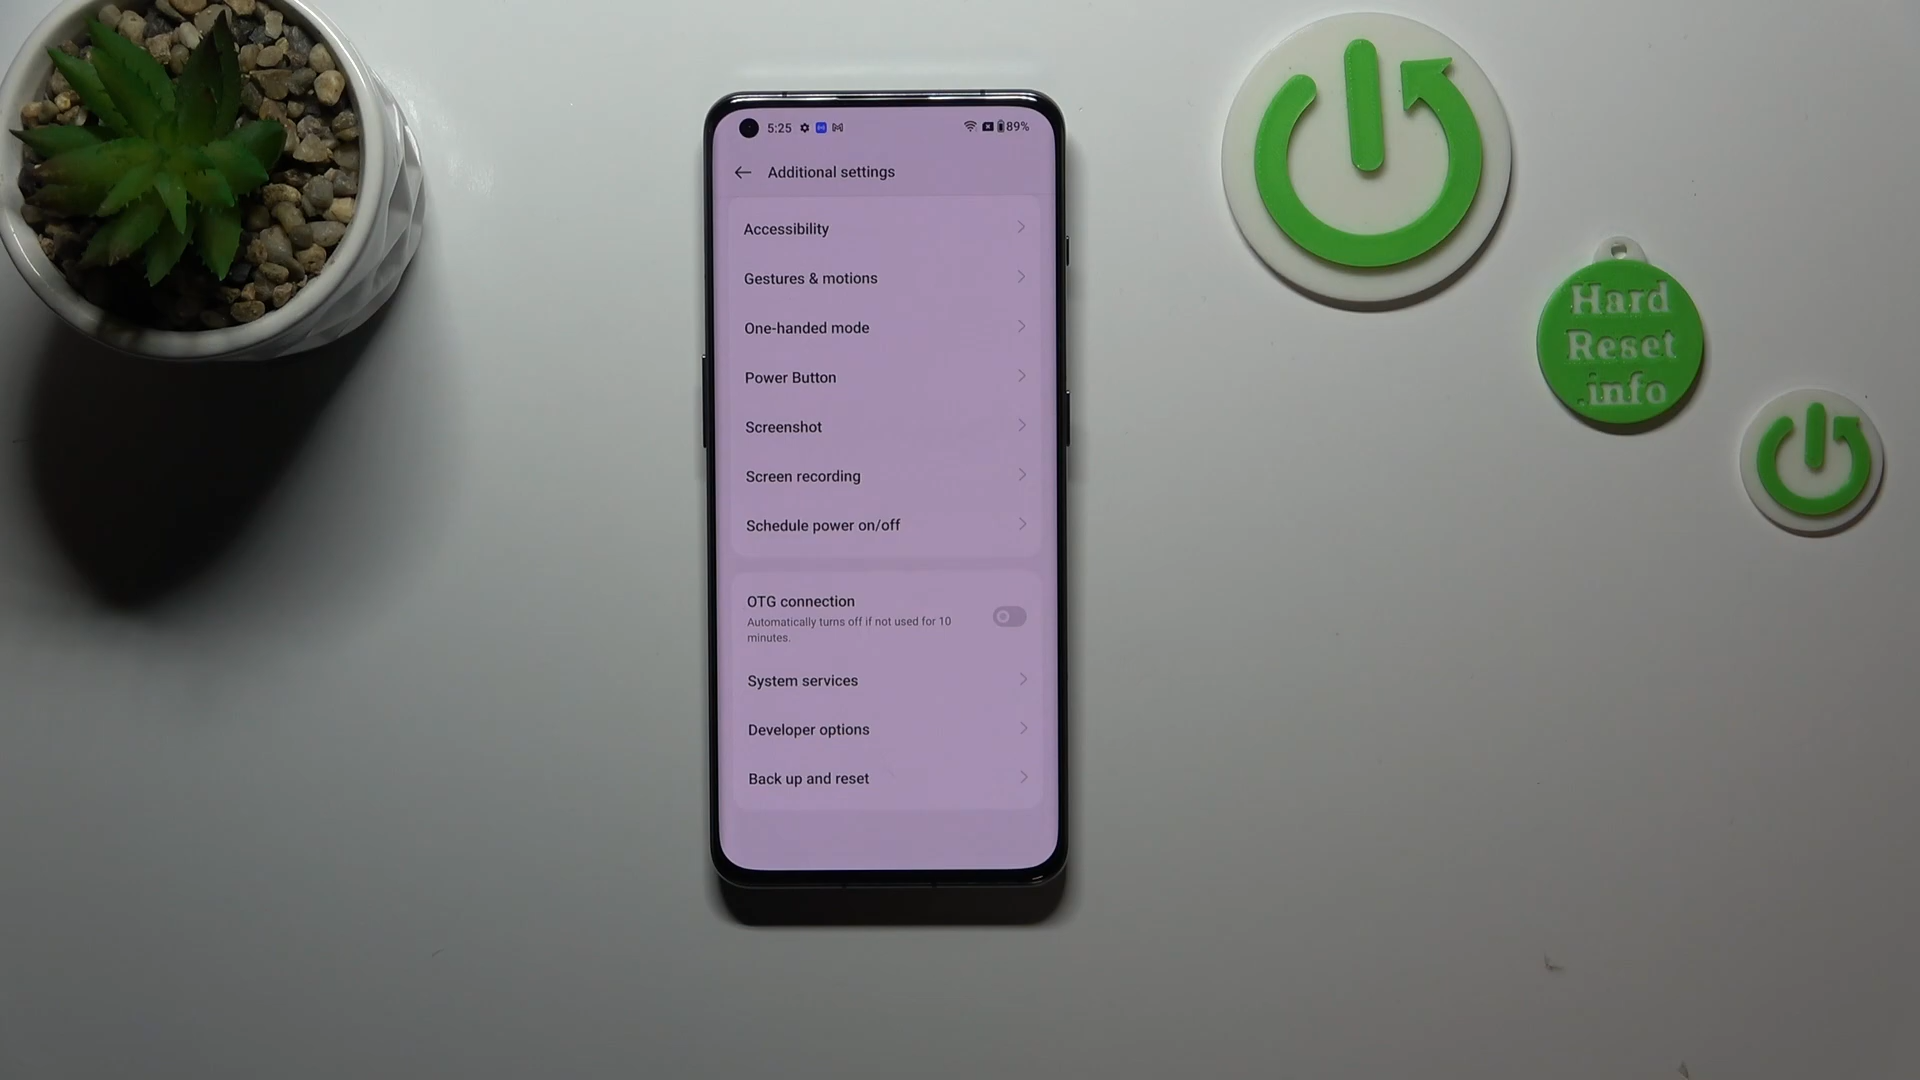 5:25
89%
Additional settings
Accessibility
Gestures & motions
One-handed mode
Power Button
Screenshot
Screen recording
Schedule power on/off
OTG connection
Automatically turns off if not used for 10
minutes.
System services
Developer options
Back up and reset
Hard
Reset
.info